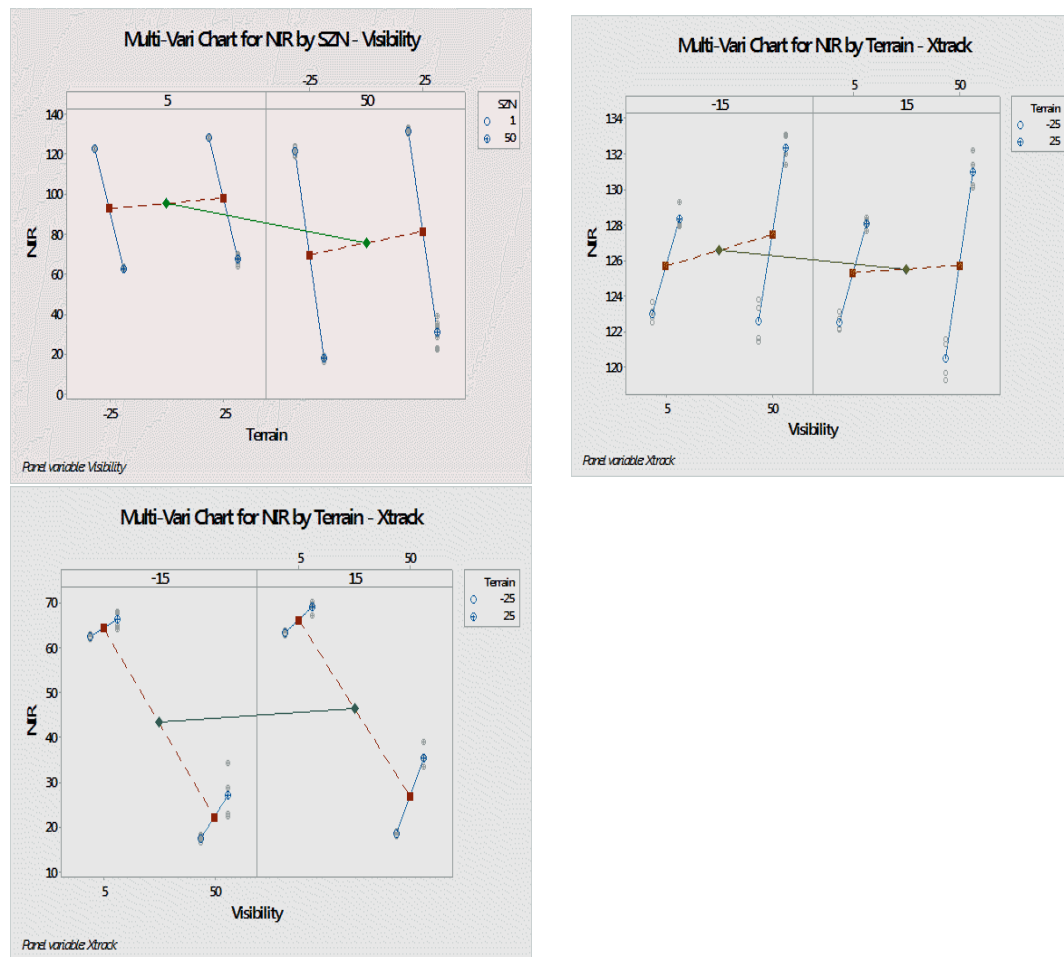 Multi-Vari Chart for NIR by SZN - Visibility
-25 25
5 50
SZN
1
50
140
120
100
80
60
40
20
0
NIR
-25 25
Terrain
Panel variable: Visibility
Multi-Vari Chart for NIR by Terrain - Xtrack
5 50
-15 15
Terrain
-25
25
134
132
130
128
126
124
122
120
NIR
5 50
Visibility
Panel variable: Xtrack
Multi-Vari Chart for NIR by Terrain - Xtrack
5 50
-15 15
Terrain
-25
25
70
60
50
40
30
20
10
NIR
5 50
Visibility
Panel variable: Xtrack